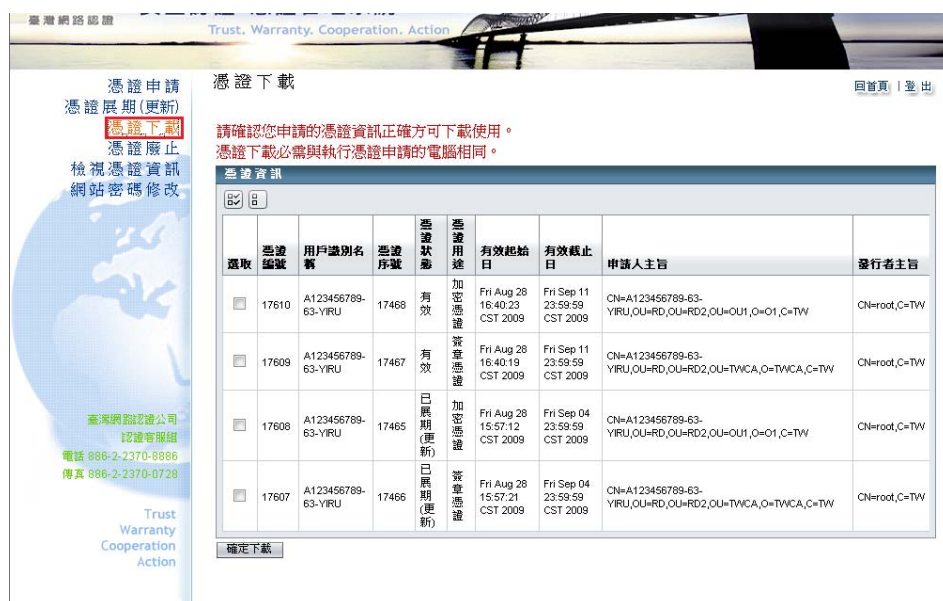 臺灣網路認證
Trust. Warranty. Cooperation. Action
憑證申請
憑證展期(更新)
憑證下載
憑證廢止
檢視憑證資訊
網站密碼修改
臺灣網路認證公司
認證客服組
電話 886-2-2370-8886
傳真 886-2-2370-0728
Trust
Warranty
Cooperation
Action
憑證下載
回首頁 | 登出
請確認您申請的憑證資訊正確方可下載使用。
憑證下載必需與執行憑證申請的電腦相同。
憑證資訊
選取 憑證編號 用戶識別名稱 憑證序號 憑證狀態 憑證用途 有效起始日 有效截止日 申請人主旨 發行者主旨
17610 A123456789-63-YIRU 17468 有效 加密憑證 Fri Aug 28 16:40:23 CST 2009 Fri Sep 11 23:59:59 CST 2009 CN=A123456789-63-YIRU,OU=RD,OU=RD2,OU=OU1,O=O1,C=TW CN=root,C=TW
17609 A123456789-63-YIRU 17467 有效 簽章憑證 Fri Aug 28 16:40:19 CST 2009 Fri Sep 11 23:59:59 CST 2009 CN=A123456789-63-YIRU,OU=RD,OU=RD2,OU=TWCA,O=TWCA,C=TW CN=root,C=TW
17608 A123456789-63-YIRU 17465 已展期(更新) 加密憑證 Fri Aug 28 15:57:12 CST 2009 Fri Sep 04 23:59:59 CST 2009 CN=A123456789-63-YIRU,OU=RD,OU=RD2,OU=OU1,O=O1,C=TW CN=root,C=TW
17607 A123456789-63-YIRU 17466 已展期(更新) 簽章憑證 Fri Aug 28 15:57:21 CST 2009 Fri Sep 04 23:59:59 CST 2009 CN=A123456789-63-YIRU,OU=RD,OU=RD2,OU=TWCA,O=TWCA,C=TW CN=root,C=TW
確定下載